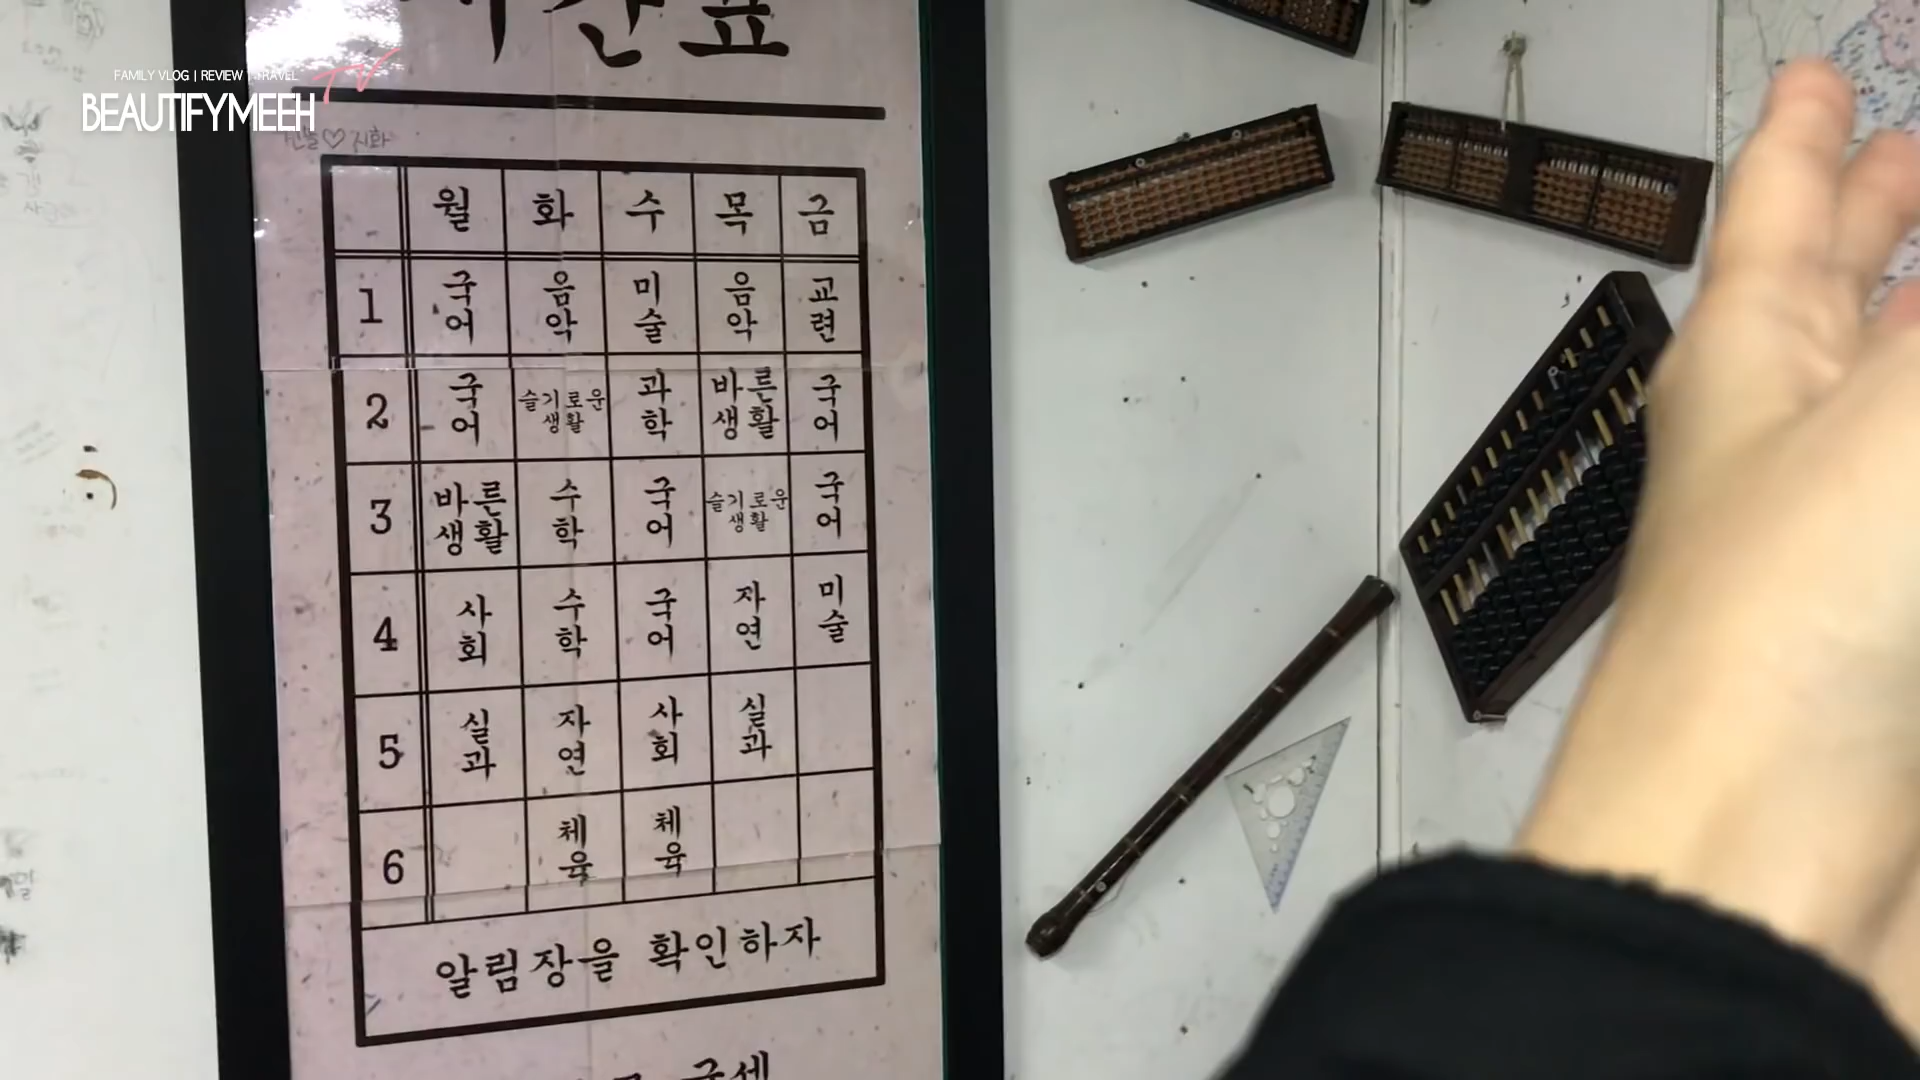 간표
FAMILY VLOG | REVIEW | TRAVEL
TV
BEAUTIFYMEEH
♡ 지화
월 화 수 목 금
1 국어 음악 미술 음악 교련
2 국어 슬기로운생활 과학 바른생활 국어
3 바른생활 수학 국어 슬기로운생활 국어
4 사회 수학 국어 자연 미술
5 실과 자연 사회 실과
6 체육 체육
알림장을 확인하자